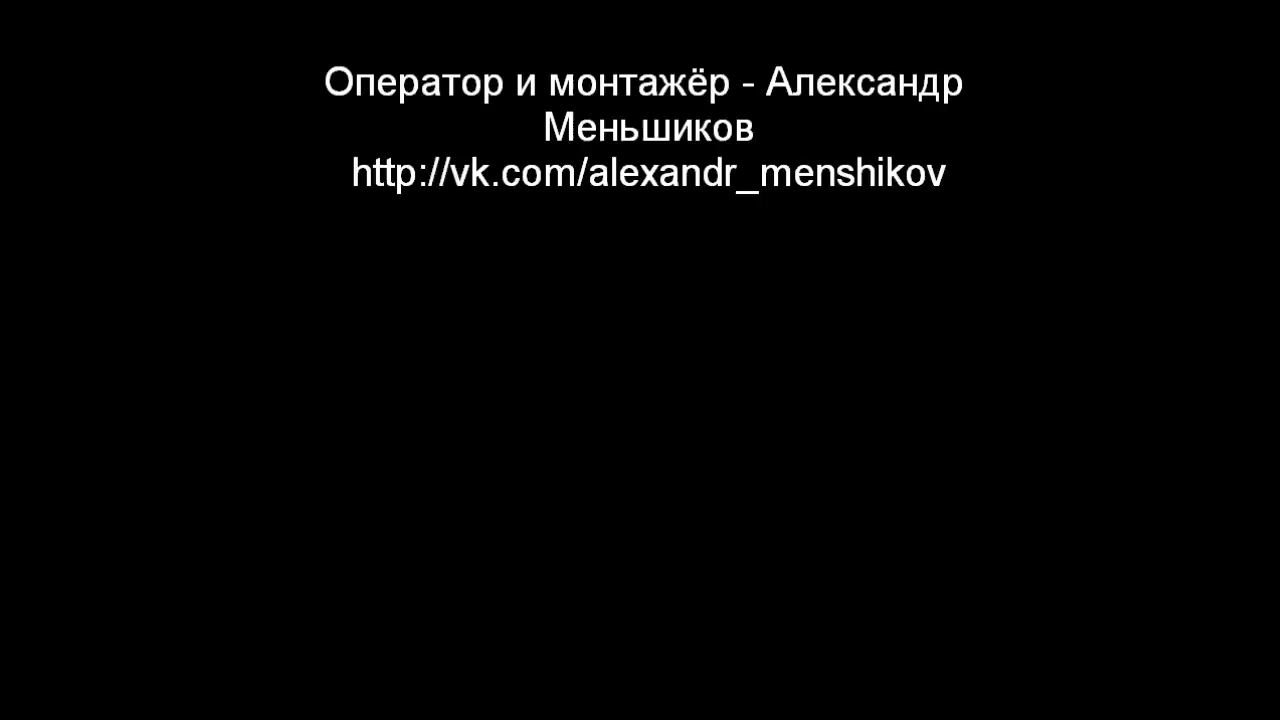 Оператор и монтажёр - Александр
Меньшиков
http://vk.com/alexandr_menshikov